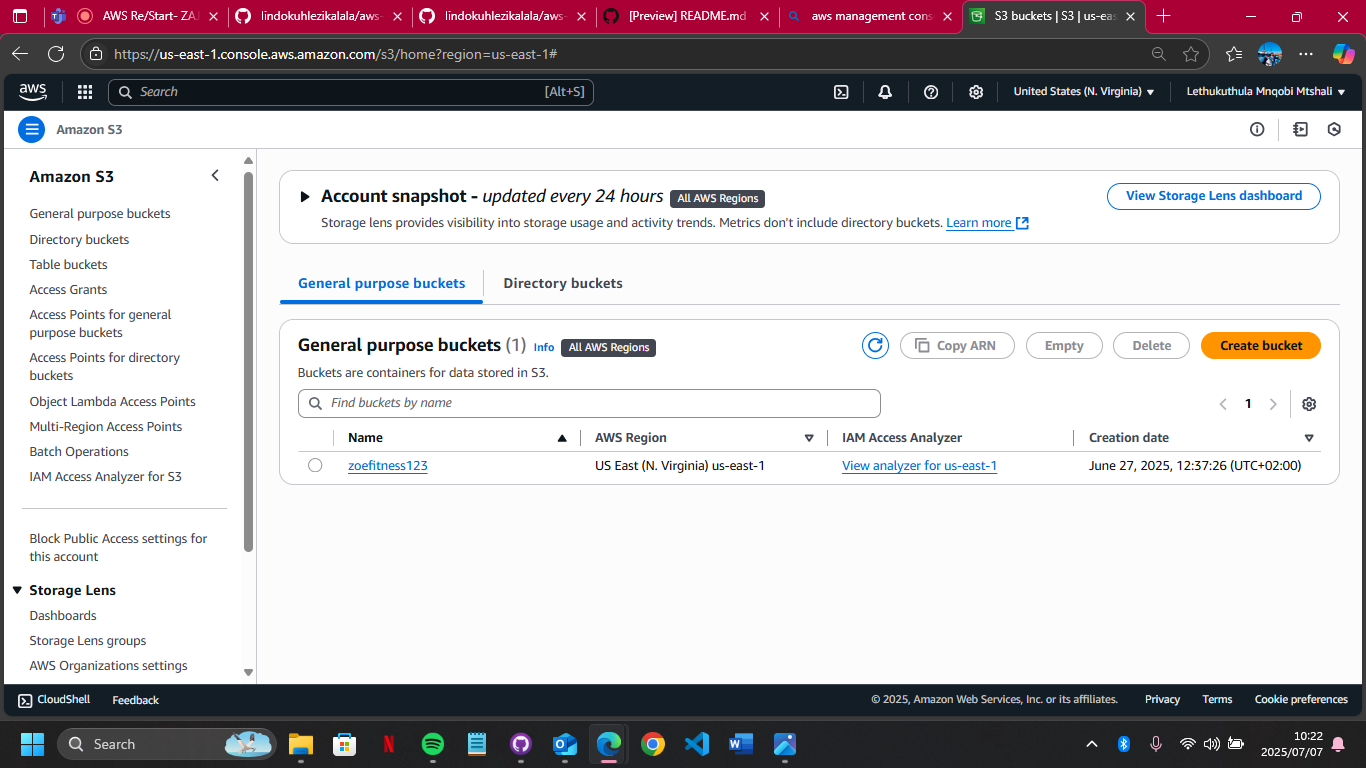 AWS Re/Start- ZAJ
lindokuhlezikalala/aws-
lindokuhlezikalala/aws-
[Preview] README.md
aws management cons
S3 buckets | S3 | us-eas
https://us-east-1.console.aws.amazon.com/s3/home?region=us-east-1#
aws
Search
[Alt+S]
United States (N. Virginia)
Lethukuthula Mnqobi Mtshali
Amazon S3
Amazon S3
General purpose buckets
Directory buckets
Table buckets
Access Grants
Access Points for general
purpose buckets
Access Points for directory
buckets
Object Lambda Access Points
Multi-Region Access Points
Batch Operations
IAM Access Analyzer for S3
Block Public Access settings for
this account
Storage Lens
Dashboards
Storage Lens groups
AWS Organizations settings
Account snapshot - updated every 24 hours All AWS Regions
View Storage Lens dashboard
Storage lens provides visibility into storage usage and activity trends. Metrics don't include directory buckets. Learn more
General purpose buckets
Directory buckets
General purpose buckets (1) Info All AWS Regions
Copy ARN
Empty
Delete
Create bucket
Buckets are containers for data stored in S3.
Find buckets by name
1
Name
AWS Region
IAM Access Analyzer
Creation date
zoefitness123
US East (N. Virginia) us-east-1
View analyzer for us-east-1
June 27, 2025, 12:37:26 (UTC+02:00)
CloudShell
Feedback
© 2025, Amazon Web Services, Inc. or its affiliates.
Privacy
Terms
Cookie preferences
Search
10:22
2025/07/07